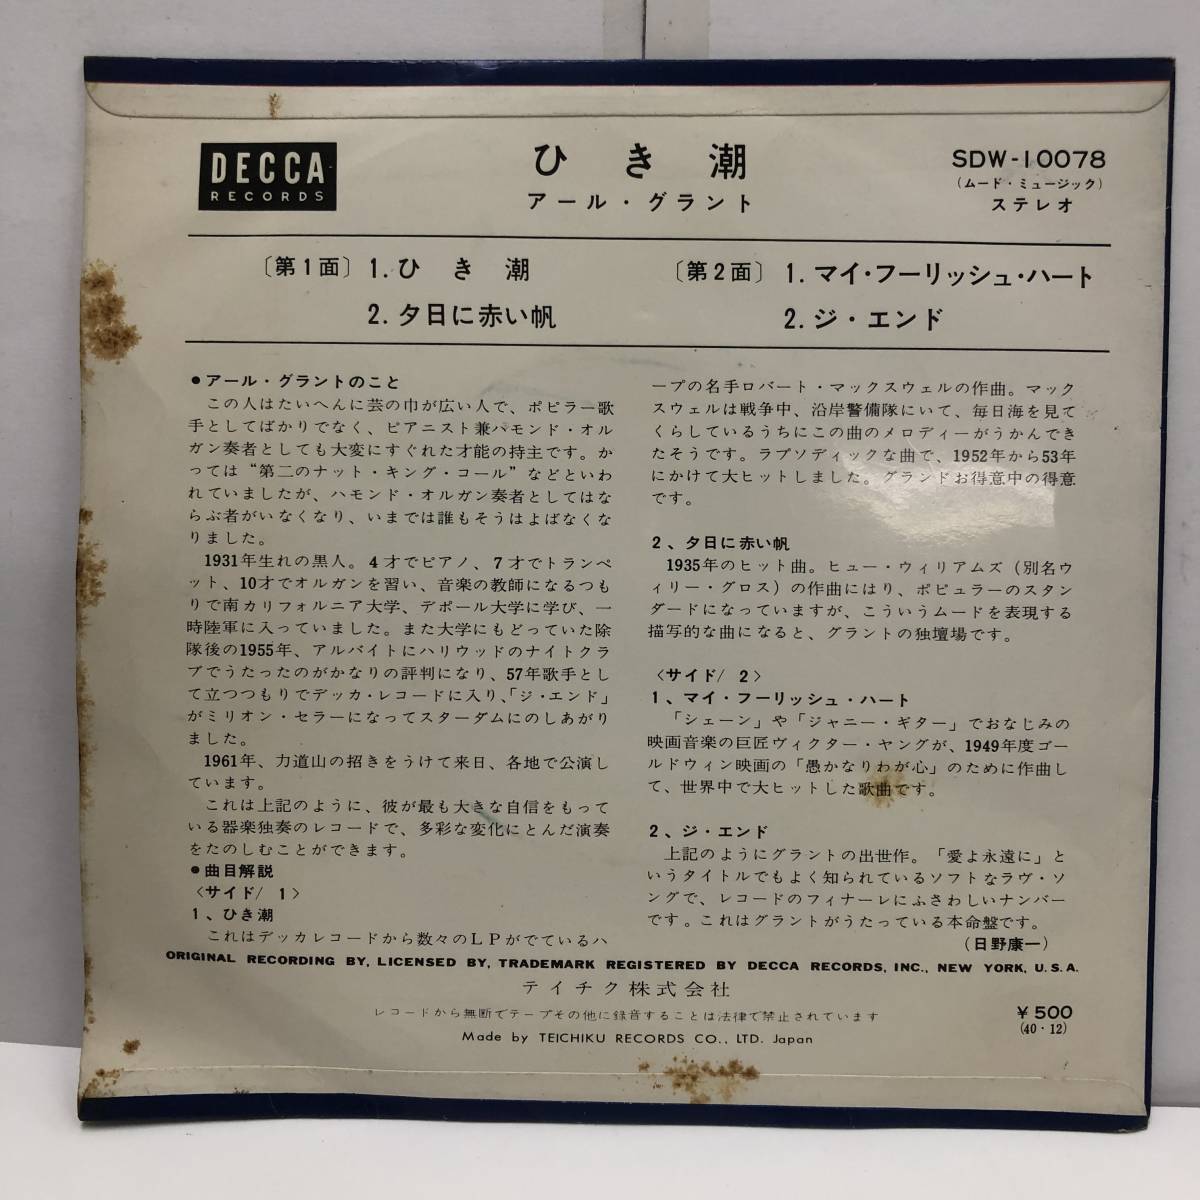 DECCA
RECORDS
ひき潮
アール・グラント
SDW-10078
(ムード・ミュージック)
ステレオ
〔第1面〕1.ひき潮
2.夕日に赤い帆
〔第2面〕1.マイ・フーリッシュ・ハート
2.ジ・エンド
●アール・グラントのこと
この人はたいへんに芸の巾が広い人で、ポピラー歌
手としてばかりでなく、ピアニスト兼ハモンド・オル
ガン奏者としても大変にすぐれた才能の持主です。か
っては“第二のナット・キング・コール”などといわ
れていましたが、ハモンド・オルガン奏者としてはな
らぶ者がいなくなり、いまでは誰もそうはよばなくな
りました。
1931年生れの黒人。4才でピアノ、7才でトランペ
ット、10才でオルガンを習い、音楽の教師になるつも
りで南カリフォルニア大学、デポール大学に学び、一
時陸軍に入っていました。また大学にもどっていた除
隊後の1955年、アルバイトにハリウッドのナイトクラ
ブでうたったのがかなりの評判になり、57年歌手とし
て立つつもりでデッカ・レコードに入り、「ジ・エンド」
がミリオン・セラーになってスターダムにのしあがり
ました。
1961年、力道山の招きをうけて来日、各地で公演し
ています。
これは上記のように、彼が最も大きな自信をもって
いる器楽独奏のレコードで、多彩な変化にとんだ演奏
をたのしむことができます。
●曲目解説
〈サイド/1〉
1、ひき潮
これはデッカレコードから数々のLPがでているハ
ープの名手ロバート・マックスウェルの作曲。マック
スウェルは戦争中、沿岸警備隊にいて、毎日海を見て
くらしているうちにこの曲のメロディーがうかんでき
たそうです。ラプソディックな曲で、1952年から53年
にかけて大ヒットしました。グランドお得意中の得意
です。
2、夕日に赤い帆
1935年のヒット曲。ヒュー・ウィリアムズ(別名ウ
ィリー・グロス)の作曲にはり、ポピュラーのスタン
ダードになっていますが、こういうムードを表現する
描写的な曲になると、グラントの独壇場です。
〈サイド/2〉
1、マイ・フーリッシュ・ハート
「シェーン」や「ジャニー・ギター」でおなじみの
映画音楽の巨匠ヴィクター・ヤングが、1949年度ゴー
ルドウィン映画の「愚かなりわが心」のために作曲し
て、世界中で大ヒットした歌曲です。
2、ジ・エンド
上記のようにグラントの出世作。「愛よ永遠に」と
いうタイトルでもよく知られているソフトなラヴ・ソ
ングで、レコードのフィナーレにふさわしいナンバー
です。これはグラントがうたっている本命盤です。
(日野康一)
ORIGINAL RECORDING BY, LICENSED BY, TRADEMARK REGISTERED BY DECCA RECORDS, INC., NEW YORK, U.S.A.
テイチク株式会社
レコードから無断でテープその他に録音することは法律で禁止されています
Made by TEICHIKU RECORDS CO., LTD. Japan
¥500
(40・12)